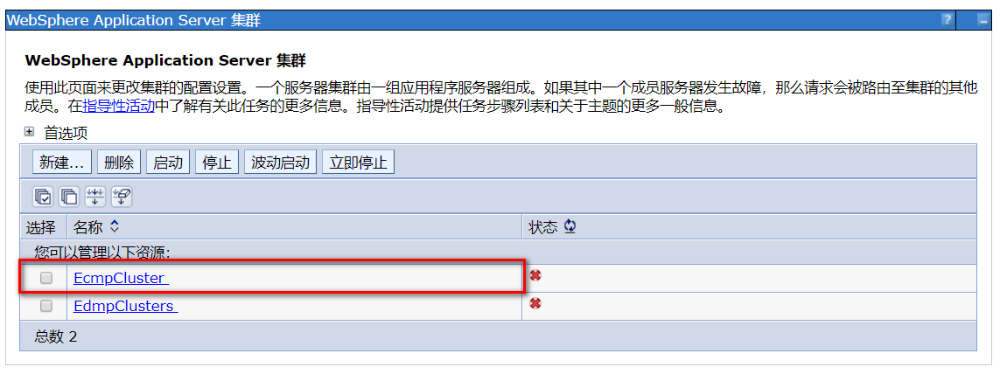 WebSphere Application Server 集群
?
WebSphere Application Server 集群
使用此页面来更改集群的配置设置。一个服务器集群由一组应用程序服务器组成。如果其中一个成员服务器发生故障，那么请求会被路由至集群的其他
成员。在指导性活动中了解有关此任务的更多信息。指导性活动提供任务步骤列表和关于主题的更多一般信息。
首选项
新建... 删除 启动 停止 波动启动 立即停止
选择 名称 状态
您可以管理以下资源：
EcmpCluster
EdmpClusters
总数 2